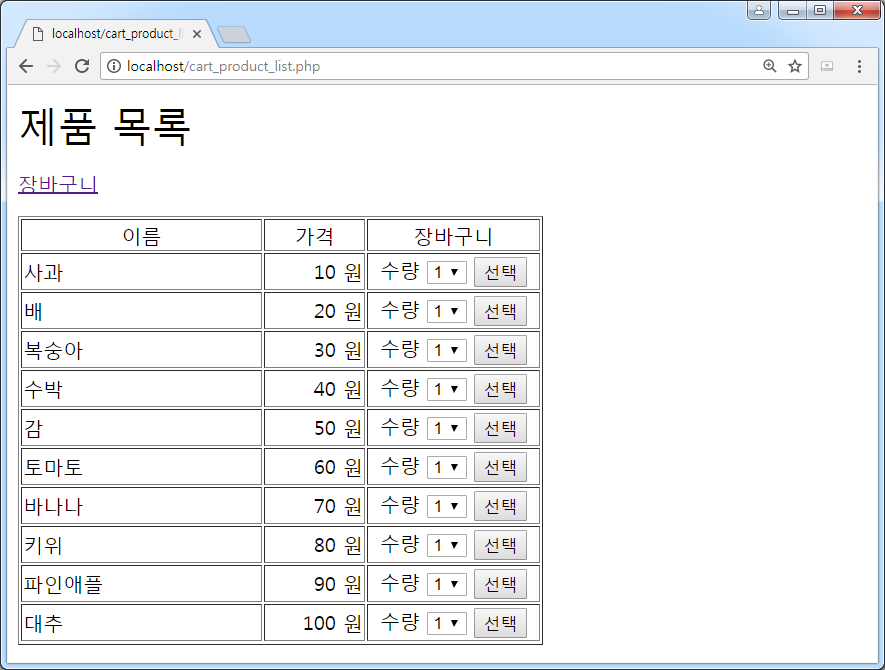 localhost/cart_product_li
localhost/cart_product_list.php
제품 목록
장바구니
이름 가격 장바구니
사과 10 원 수량 1 선택
배 20 원 수량 1 선택
복숭아 30 원 수량 1 선택
수박 40 원 수량 1 선택
감 50 원 수량 1 선택
토마토 60 원 수량 1 선택
바나나 70 원 수량 1 선택
키위 80 원 수량 1 선택
파인애플 90 원 수량 1 선택
대추 100 원 수량 1 선택